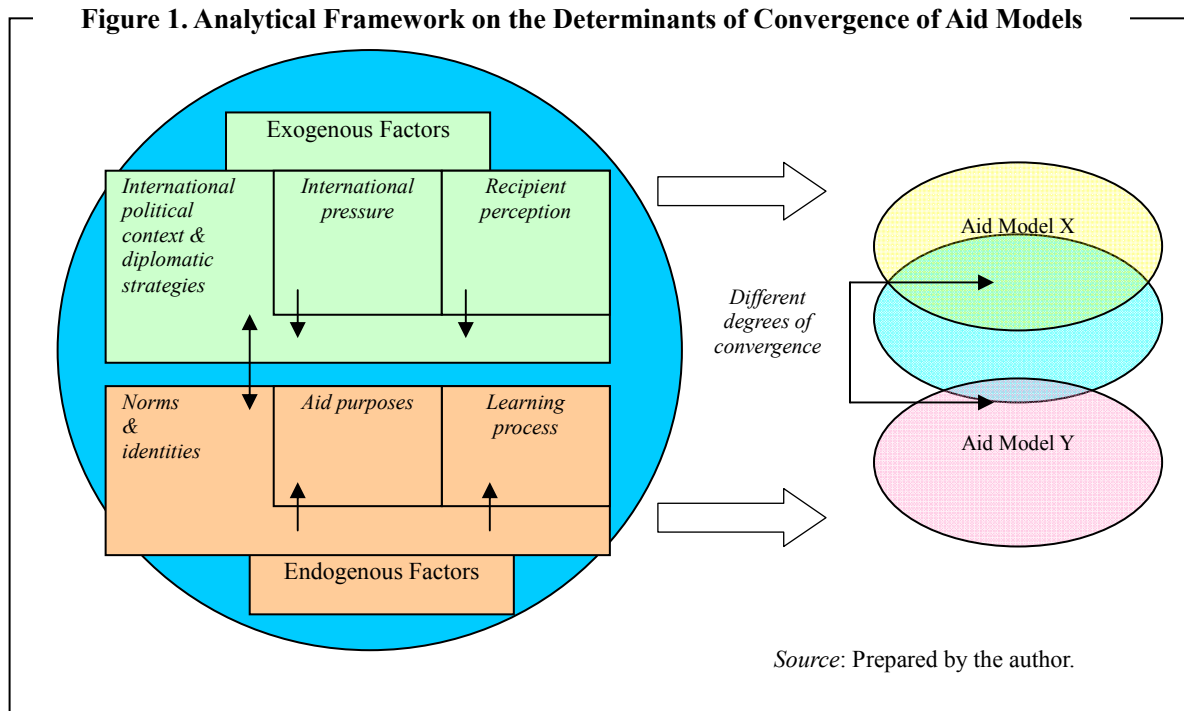 Figure 1. Analytical Framework on the Determinants of Convergence of Aid Models
Exogenous Factors
International
political
context &
diplomatic
strategies
International
pressure
Recipient
perception
Norms
&
identities
Aid purposes
Learning
process
Endogenous Factors
Different
degrees of
convergence
Aid Model X
Aid Model Y
Source: Prepared by the author.